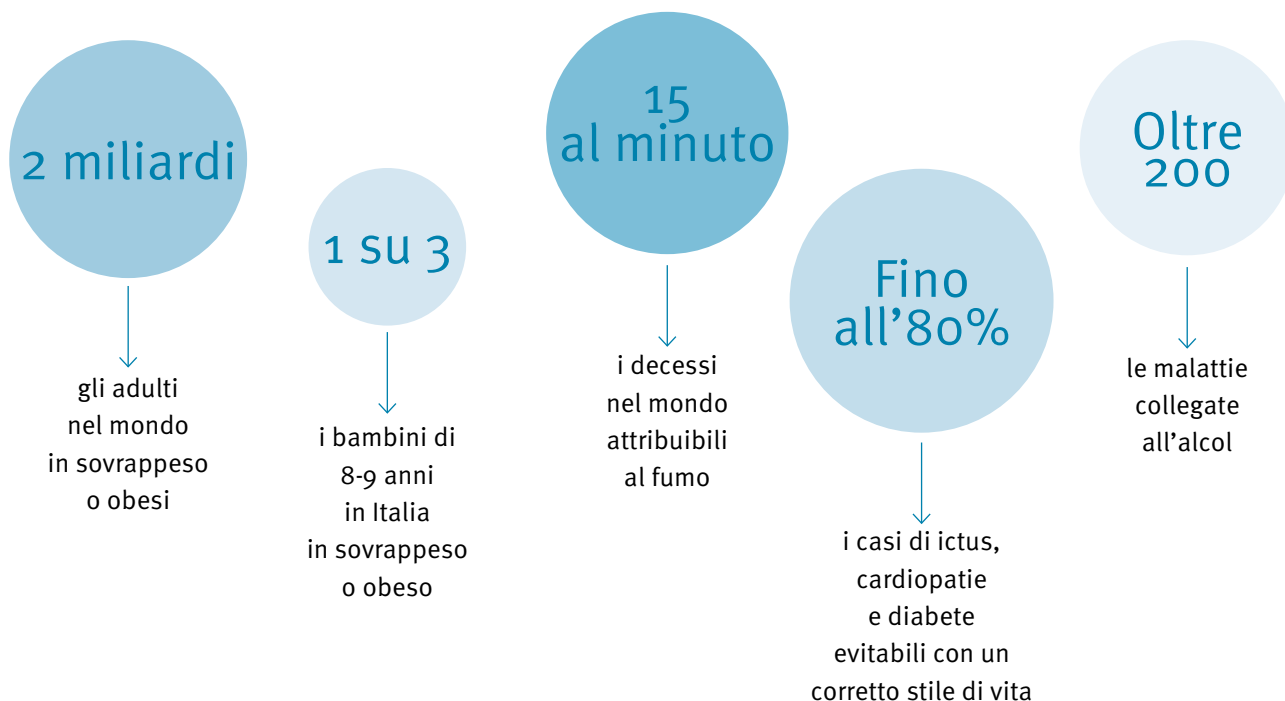 2 miliardi
gli adulti
nel mondo
in sovrappeso
o obesi
1 su 3
i bambini di
8-9 anni
in Italia
in sovrappeso
o obeso
15
al minuto
i decessi
nel mondo
attribuibili
al fumo
Fino
all’80%
i casi di ictus,
cardiopatie
e diabete
evitabili con un
corretto stile di vita
Oltre
200
le malattie
collegate
all’alcol